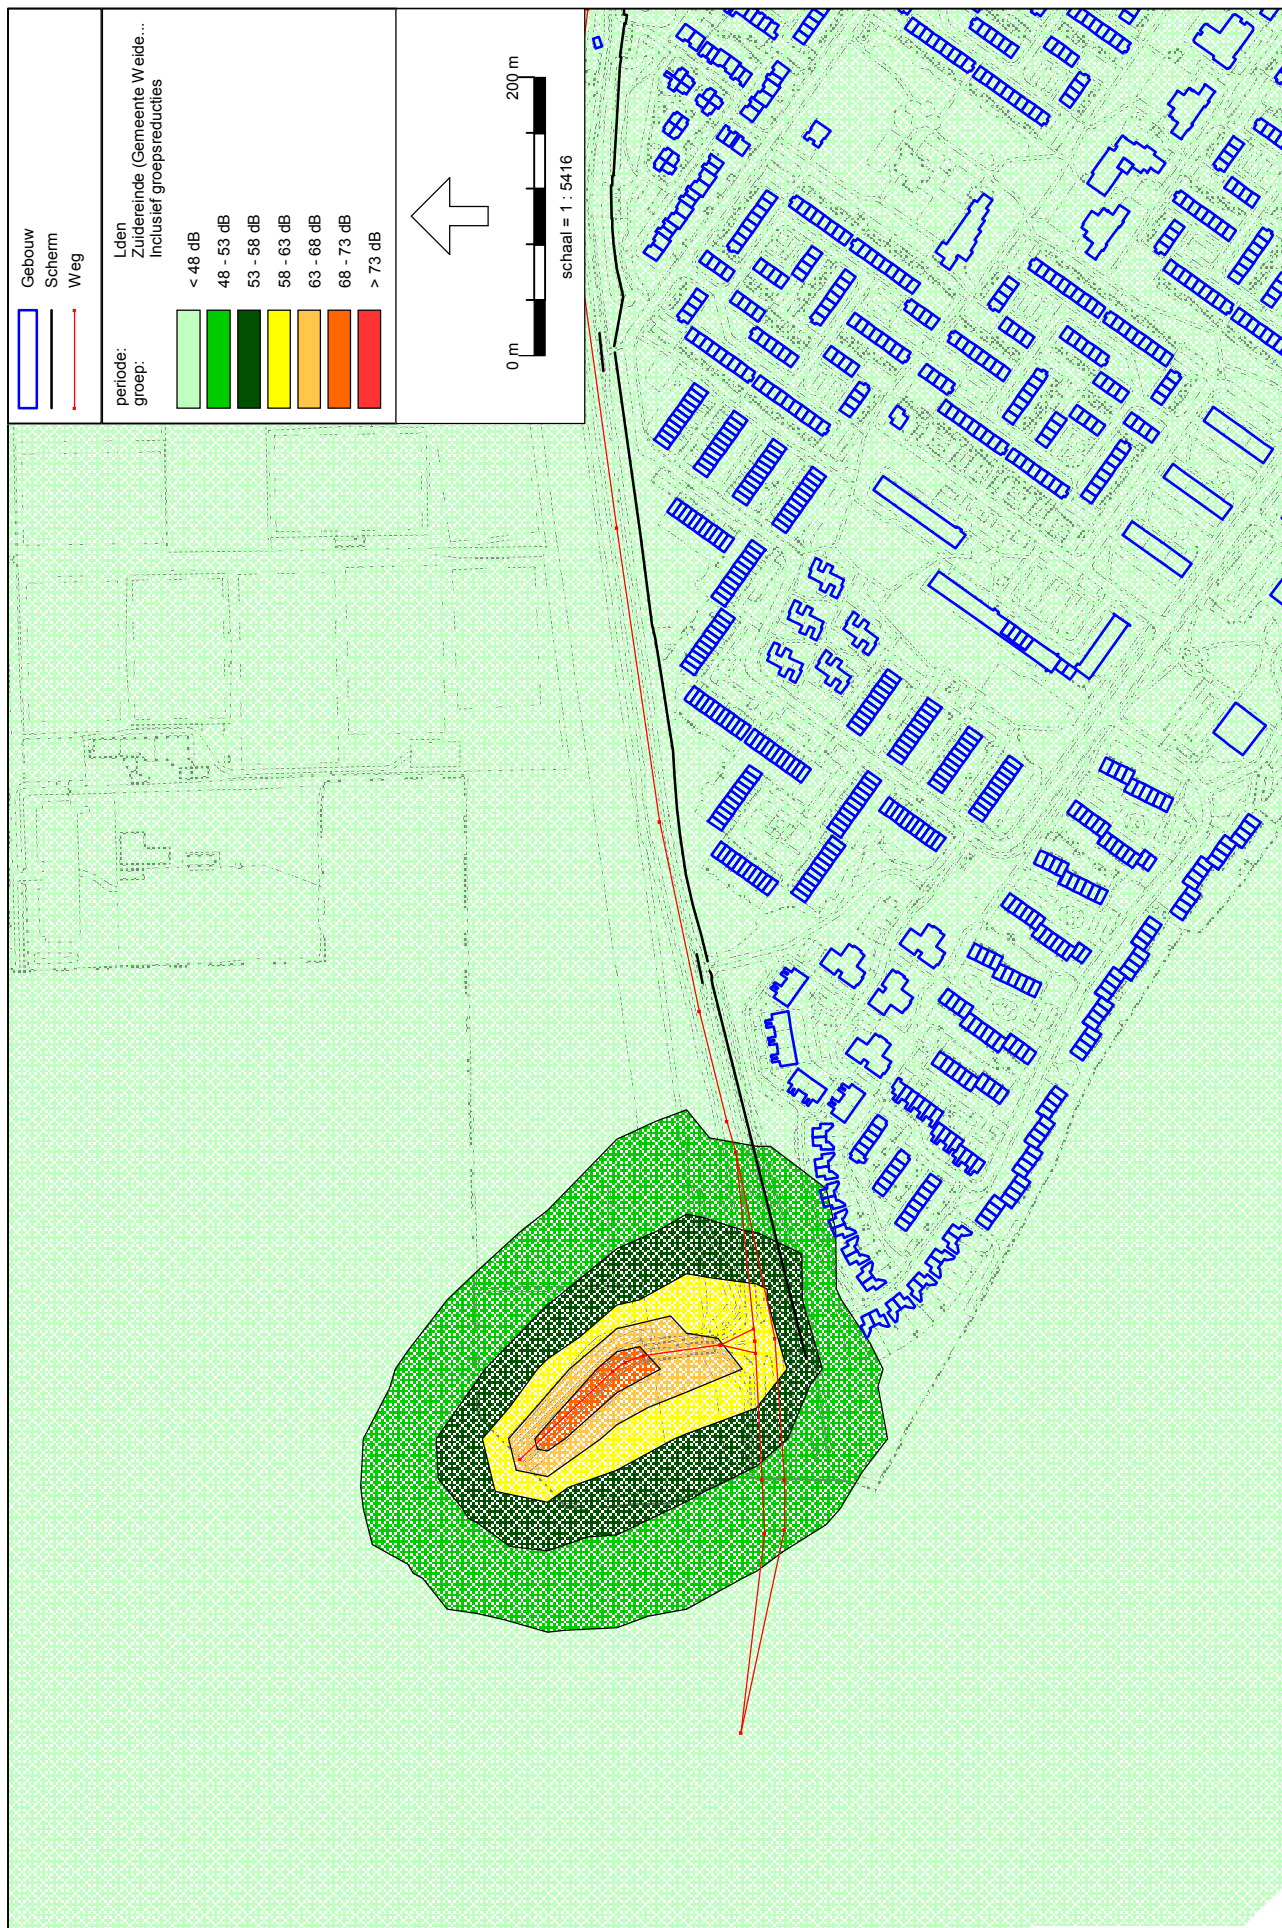 Gebouw
Scherm
Weg
periode: Lden
groep: Zuidereinde (Gemeente Weide...
Inclusief groepsreducties
< 48 dB
48 - 53 dB
53 - 58 dB
58 - 63 dB
63 - 68 dB
68 - 73 dB
> 73 dB
0 m 200 m
schaal = 1 : 5416